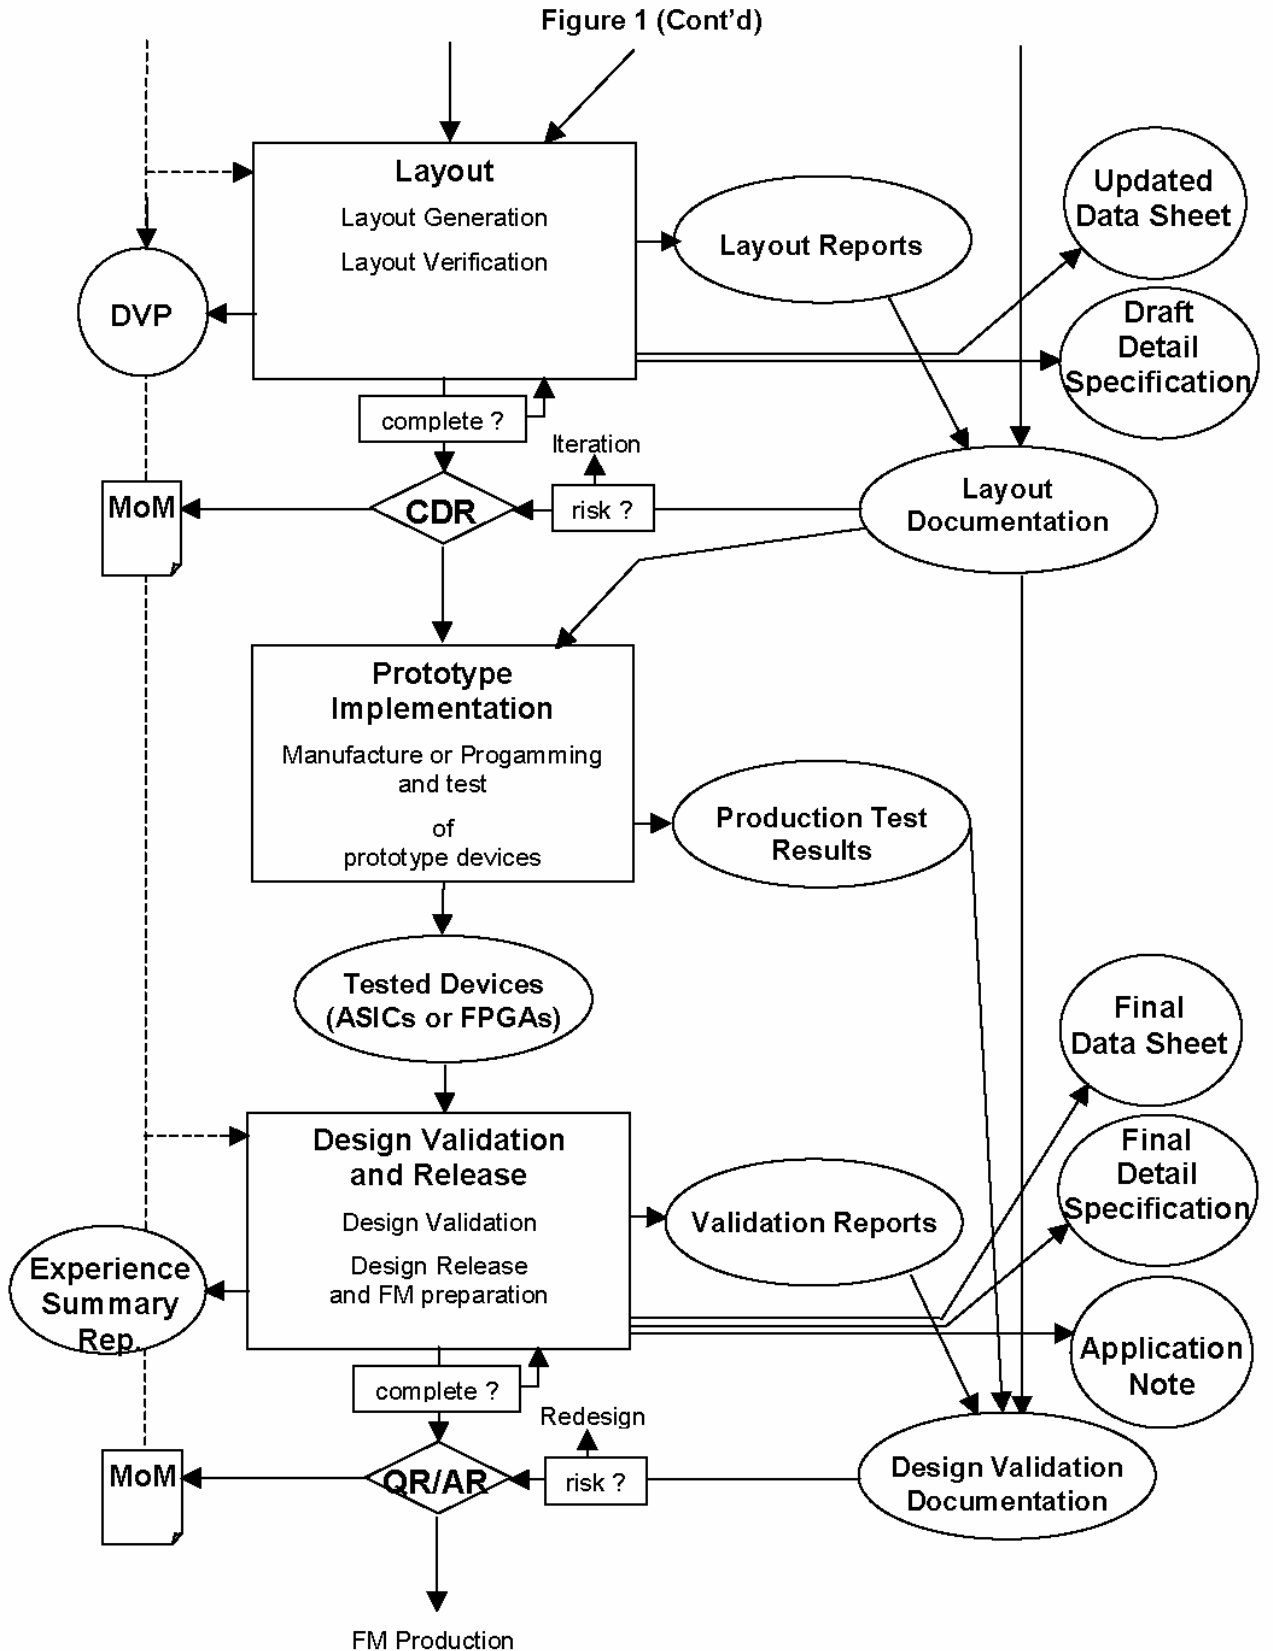 Figure 1 (Cont’d)
Layout
Layout Generation
Layout Verification
Layout Reports
Updated
Data Sheet
DVP
Draft
Detail
Specification
complete ?
Iteration
MoM
CDR
risk ?
Layout
Documentation
Prototype
Implementation
Manufacture or Progamming
and test
of
prototype devices
Production Test
Results
Tested Devices
(ASICs or FPGAs)
Final
Data Sheet
Design Validation
and Release
Design Validation
Design Release
and FM preparation
Validation Reports
Final
Detail
Specification
Experience
Summary
Rep.
Application
Note
complete ?
Redesign
MoM
QR/AR
risk ?
Design Validation
Documentation
FM Production